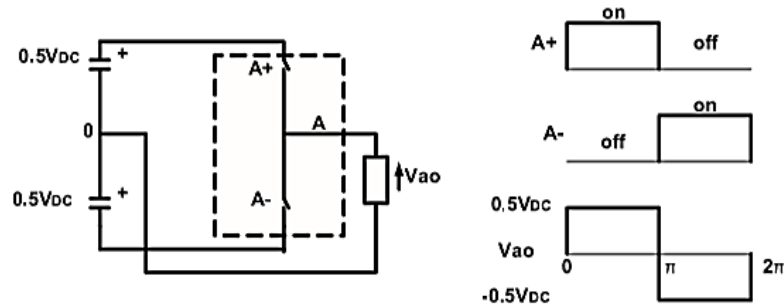 0.5VDC
+
A+
0
A
Vao
A-
0.5VDC
+
on
A+
off
on
A-
off
0.5VDC
Vao
0
π
2π
-0.5VDC